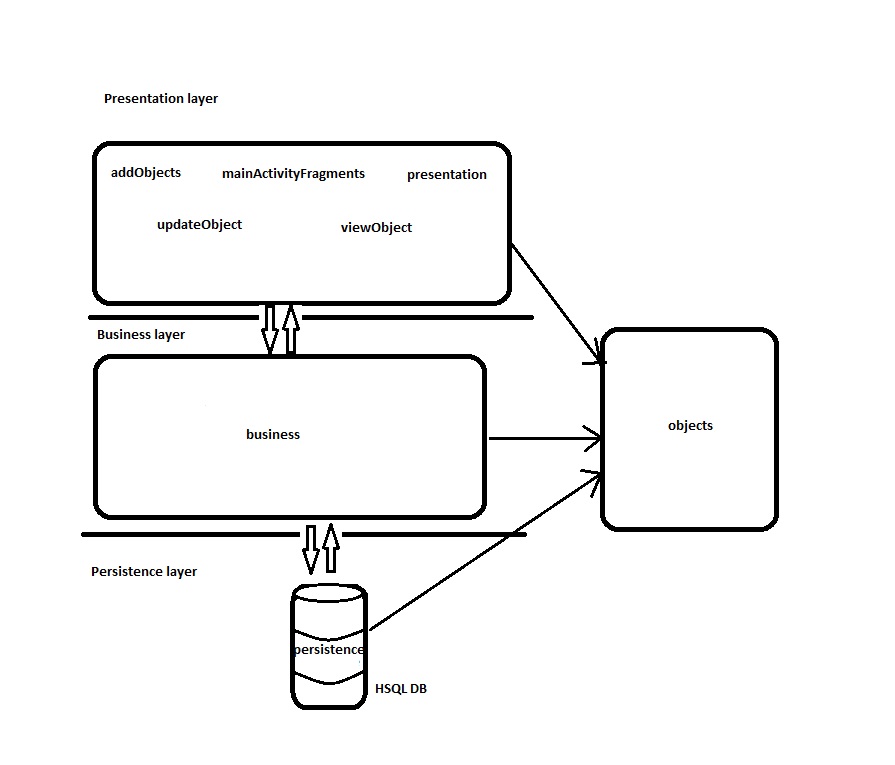 Presentation layer
addObjects
mainActivityFragments
presentation
updateObject
viewObject
Business layer
business
objects
Persistence layer
persistence
HSQL DB